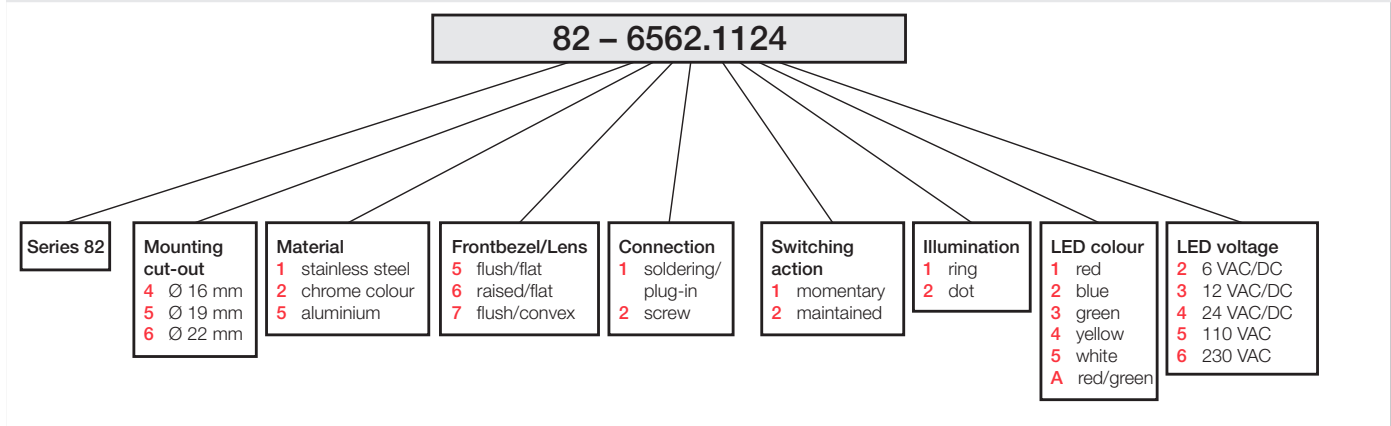 82 – 6562.1124
Series 82
Mounting
cut-out
4 Ø 16 mm
5 Ø 19 mm
6 Ø 22 mm
Material
1 stainless steel
2 chrome colour
5 aluminium
Frontbezel/Lens
5 flush/flat
6 raised/flat
7 flush/convex
Connection
1 soldering/
plug-in
2 screw
Switching
action
1 momentary
2 maintained
Illumination
1 ring
2 dot
LED colour
1 red
2 blue
3 green
4 yellow
5 white
A red/green
LED voltage
2 6 VAC/DC
3 12 VAC/DC
4 24 VAC/DC
5 110 VAC
6 230 VAC